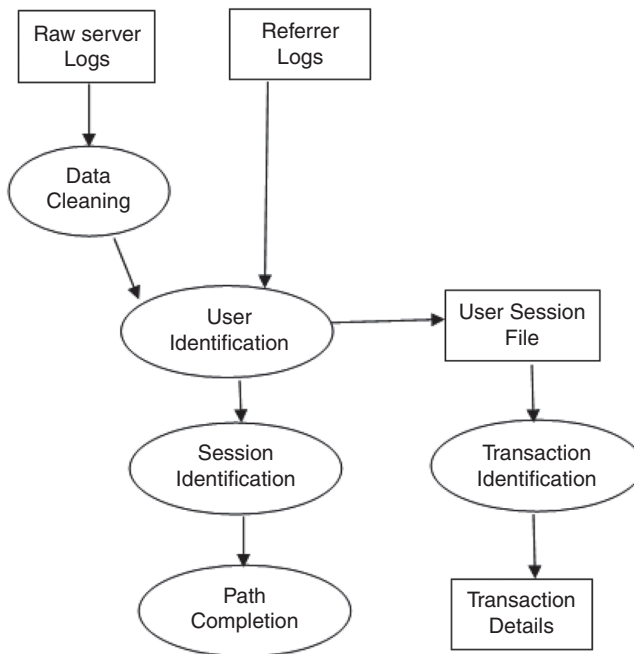 Raw server
Logs
Referrer
Logs
Data
Cleaning
User
Identification
User Session
File
Session
Identification
Transaction
Identification
Path
Completion
Transaction
Details